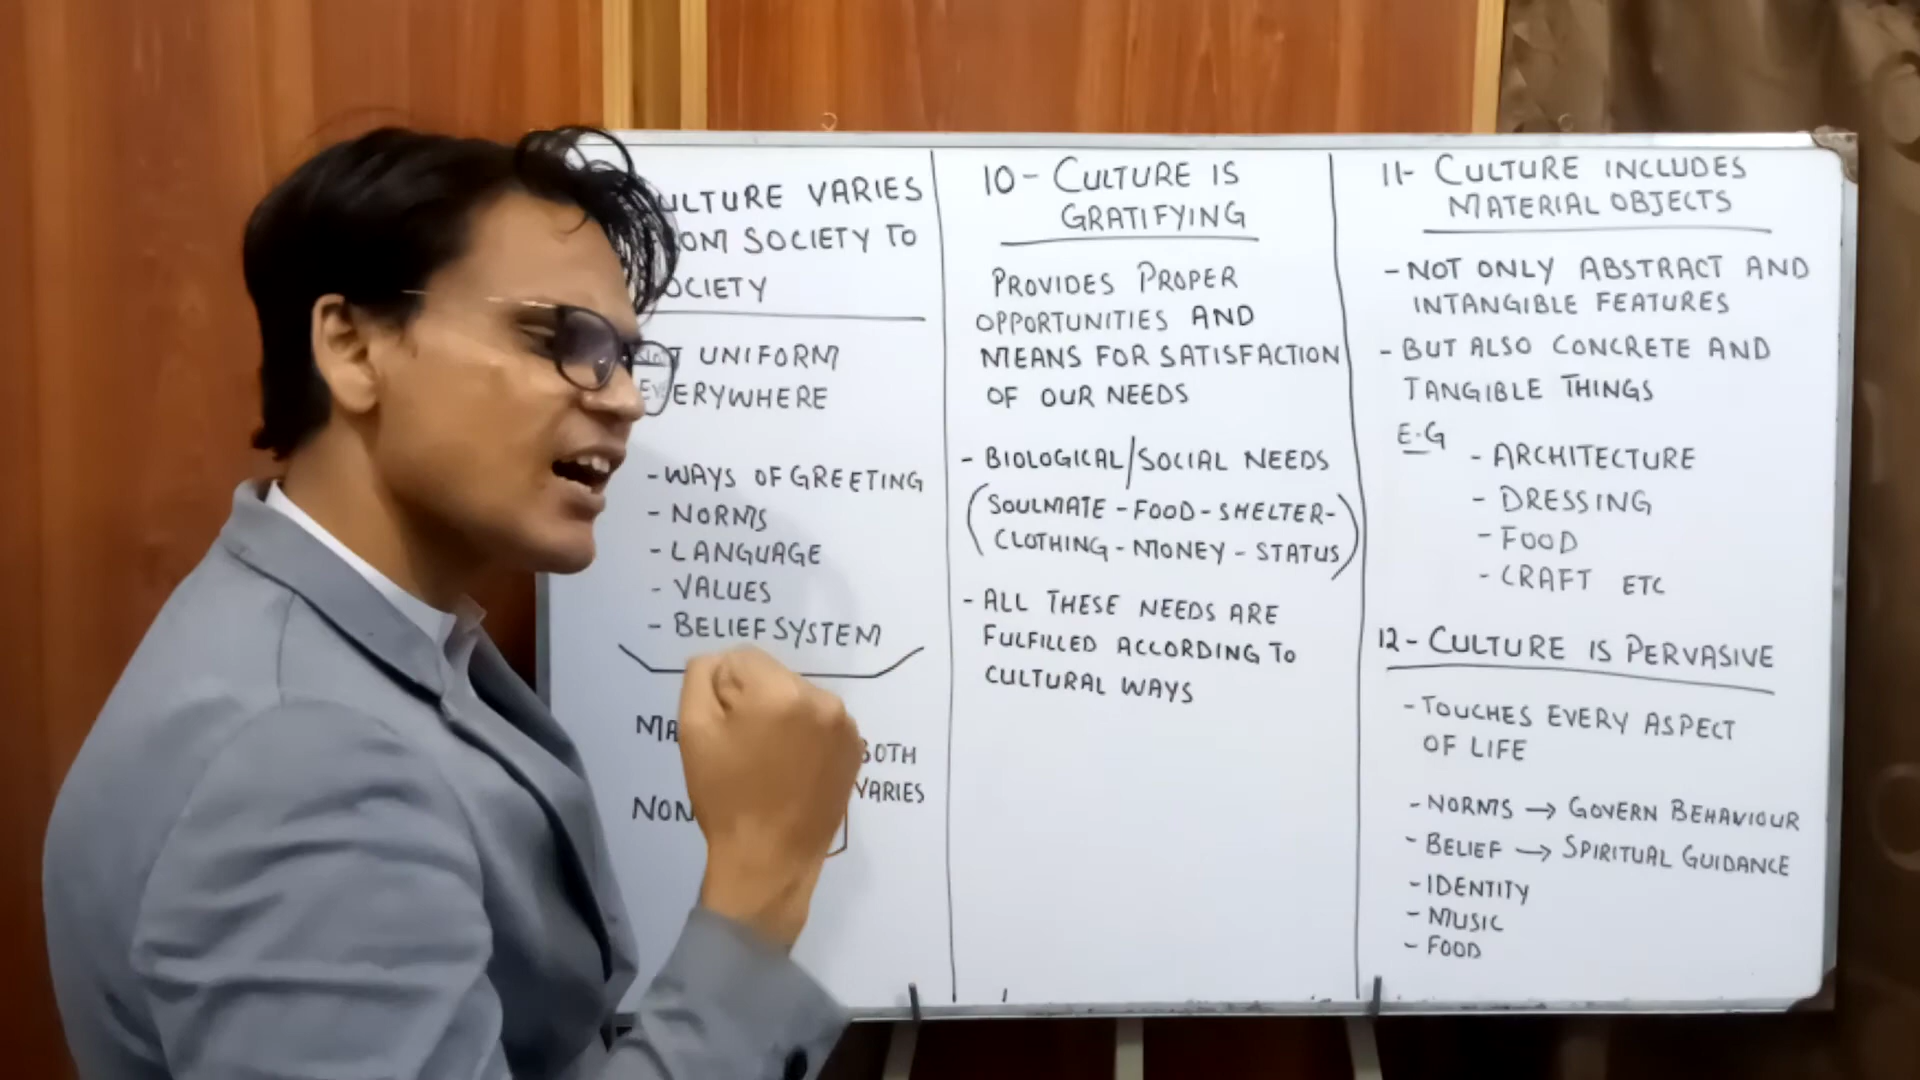 ULTURE VARIES
OM SOCIETY TO
OCIETY
NOT UNIFORM
EVERYWHERE
- WAYS OF GREETING
- NORMS
- LANGUAGE
- VALUES
- BELIEF SYSTEM
BOTH
VARIES
NON
10 - CULTURE IS
GRATIFYING
PROVIDES PROPER
OPPORTUNITIES AND
MEANS FOR SATISFACTION
OF OUR NEEDS
- BIOLOGICAL/SOCIAL NEEDS
(SOULMATE - FOOD - SHELTER-
CLOTHING - MONEY - STATUS)
- ALL THESE NEEDS ARE
FULFILLED ACCORDING TO
CULTURAL WAYS
11- CULTURE INCLUDES
MATERIAL OBJECTS
- NOT ONLY ABSTRACT AND
INTANGIBLE FEATURES
- BUT ALSO CONCRETE AND
TANGIBLE THINGS
E.G
- ARCHITECTURE
- DRESSING
- FOOD
- CRAFT ETC
12 - CULTURE IS PERVASIVE
- TOUCHES EVERY ASPECT
OF LIFE
- NORMS → GOVERN BEHAVIOUR
- BELIEF → SPIRITUAL GUIDANCE
- IDENTITY
- MUSIC
- FOOD